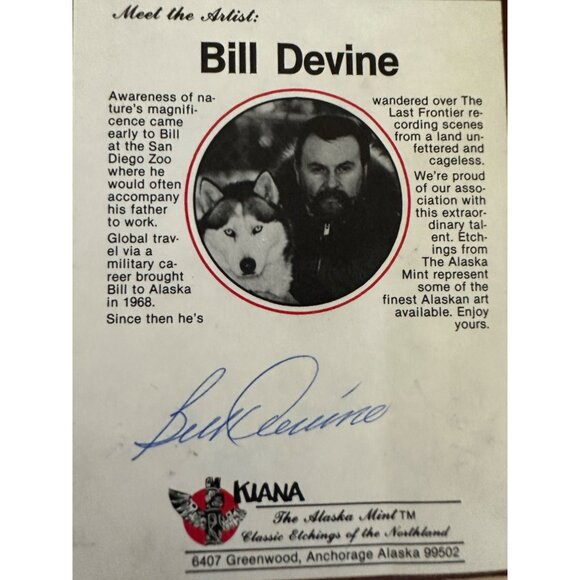 Meet the Artist:
Bill Devine
Awareness of na-
ture's magnifi-
cence came
early to Bill
at the San
Diego Zoo
where he
would often
accompany
his father
to work.
Global trav-
el via a
military ca-
reer brought
Bill to Alaska
in 1968.
Since then he's
wandered over The
Last Frontier re-
cording scenes
from a land un-
fettered and
cageless.
We're proud
of our asso-
ciation with
this extraor-
dinary tal-
ent. Etch-
ings from
The Alaska
Mint represent
some of the
finest Alaskan art
available. Enjoy
yours.
Bill Devine
KIANA
The Alaska Mint™
Classic Etchings of the Northland
6407 Greenwood, Anchorage Alaska 99502